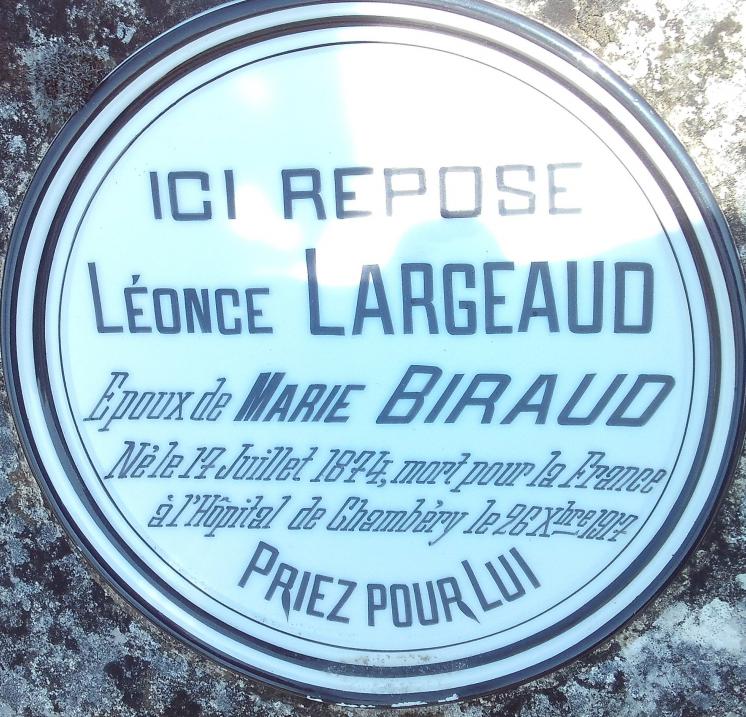 ICI REPOSE
LÉONCE LARGEAUD
Epoux de MARIE BIRAUD
Né le 17 Juillet 1874, mort pour la France
à l'Hôpital de Chambéry le 26 Xbre 1917
PRIEZ POUR LUI